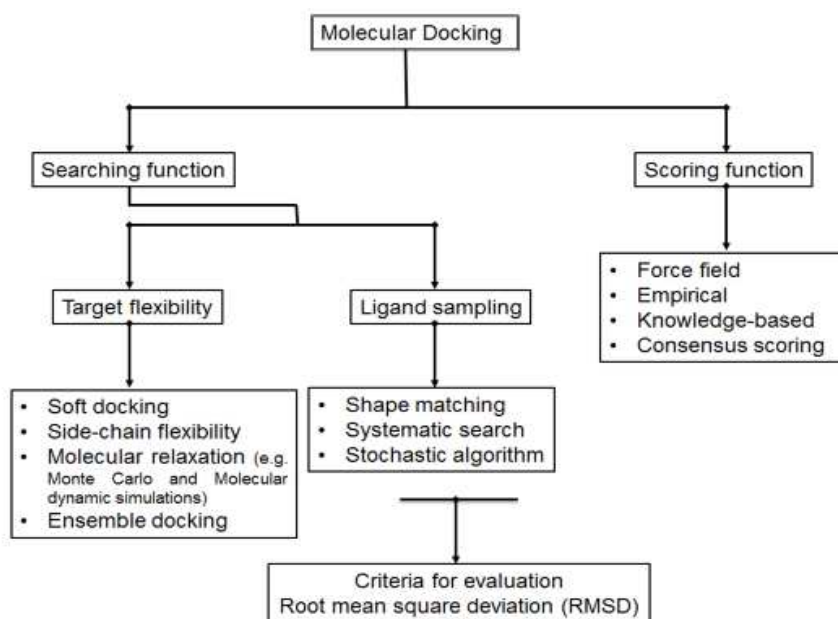 Molecular Docking
Searching function
Scoring function
Target flexibility
Ligand sampling
• Force field
• Empirical
• Knowledge-based
• Consensus scoring
• Soft docking
• Side-chain flexibility
• Molecular relaxation (e.g.
Monte Carlo and Molecular
dynamic simulations)
• Ensemble docking
• Shape matching
• Systematic search
• Stochastic algorithm
Criteria for evaluation
Root mean square deviation (RMSD)